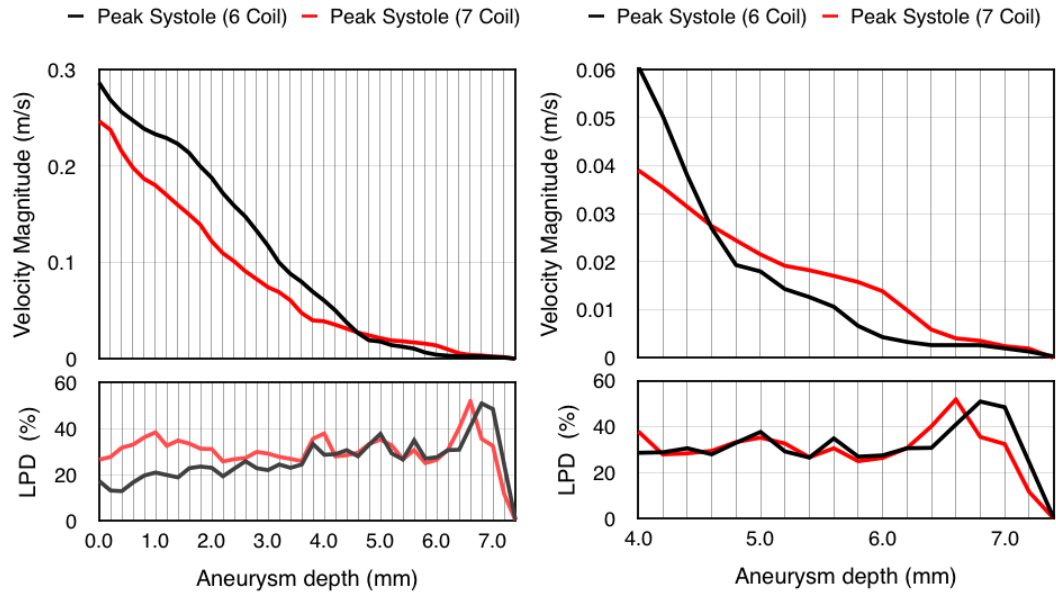 Peak Systole (6 Coil) Peak Systole (7 Coil)
Velocity Magnitude (m/s)
0.3
0.2
0.1
0
LPD (%)
60
40
20
0
0.0 1.0 2.0 3.0 4.0 5.0 6.0 7.0
Aneurysm depth (mm)
Peak Systole (6 Coil) Peak Systole (7 Coil)
Velocity Magnitude (m/s)
0.06
0.05
0.04
0.03
0.02
0.01
0
LPD (%)
60
40
20
0
4.0 5.0 6.0 7.0
Aneurysm depth (mm)